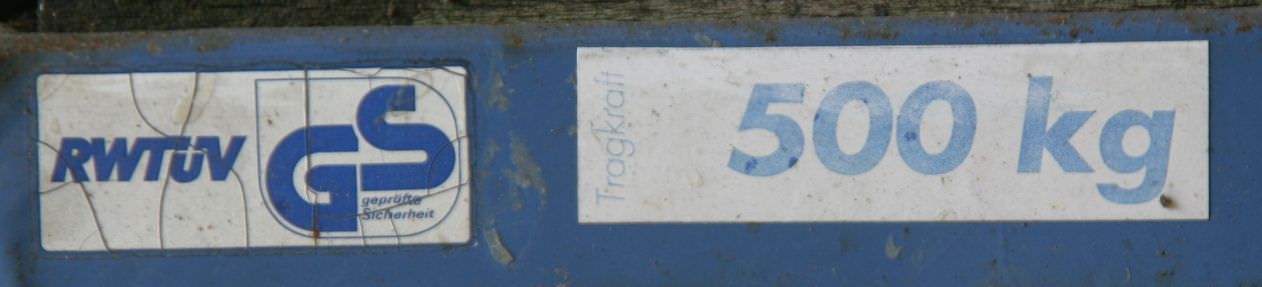 RWTÜV
GS
geprüfte
Sicherheit
Tragkraft
500 kg